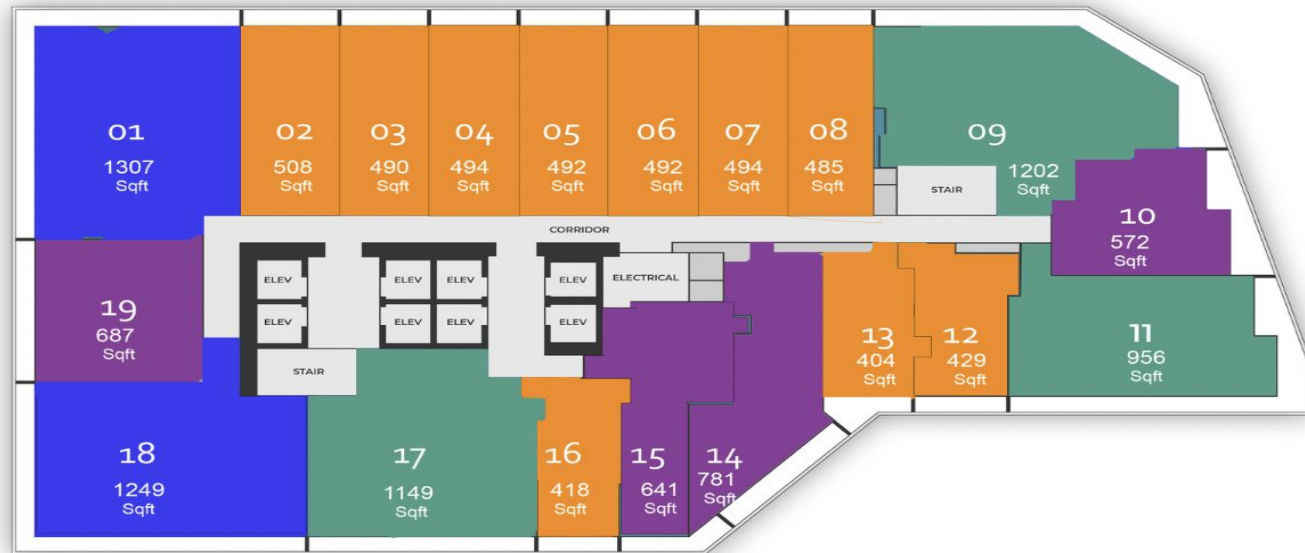 01
1307
Sqft
02
508
Sqft
03
490
Sqft
04
494
Sqft
05
492
Sqft
06
492
Sqft
07
494
Sqft
08
485
Sqft
09
1202
Sqft
STAIR
10
572
Sqft
CORRIDOR
19
687
Sqft
ELEV
ELEV
ELEV
ELEV
ELECTRICAL
ELEV
ELEV
ELEV
ELEV
STAIR
13
404
Sqft
12
429
Sqft
11
956
Sqft
18
1249
Sqft
17
1149
Sqft
16
418
Sqft
15
641
Sqft
14
781
Sqft